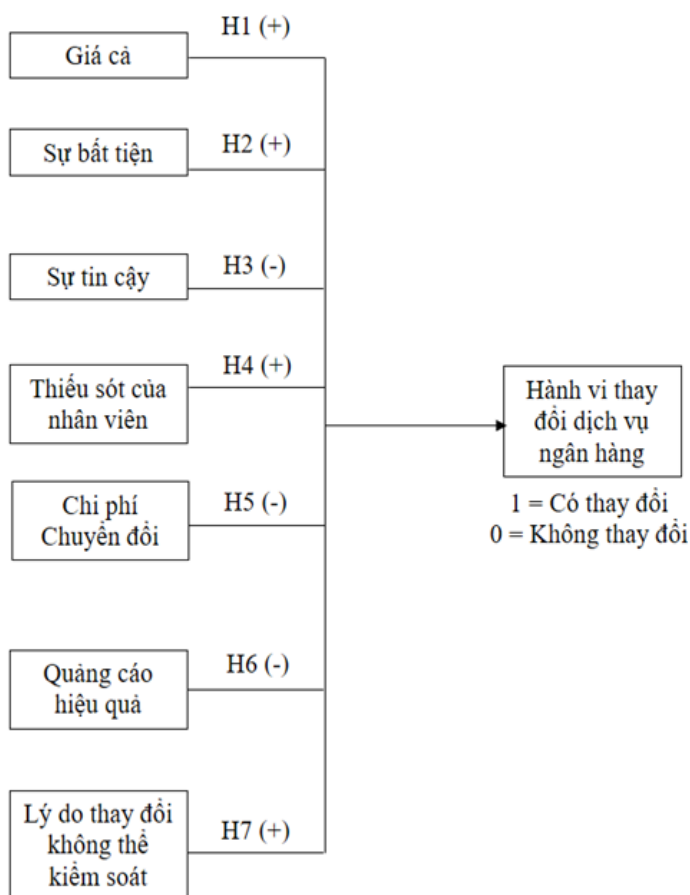 H1 (+)
Giá cả
H2 (+)
Sự bất tiện
H3 (-)
Sự tin cậy
H4 (+)
Thiếu sót của
nhân viên
H5 (-)
Chi phí
Chuyển đổi
H6 (-)
Quảng cáo
hiệu quả
H7 (+)
Lý do thay đổi
không thể
kiểm soát
Hành vi thay
đổi dịch vụ
ngân hàng
1 = Có thay đổi
0 = Không thay đổi